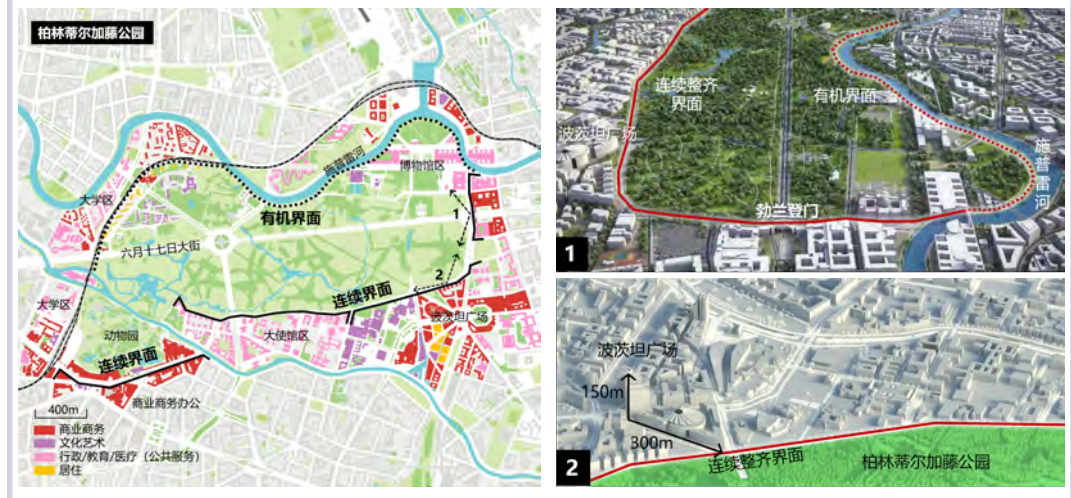 柏林蒂尔加藤公园
施普雷河
博物馆区
大学区
有机界面
1
六月十七日大街
2
连续界面
大学区
波茨坦广场
动物园
大使馆区
连续界面
商业商务办公
400m
商业商务
文化艺术
行政/教育/医疗（公共服务）
居住
连续整齐
界面
有机界面
波茨坦广场
施普雷河
勃兰登门
1
波茨坦广场
150m
300m
连续整齐界面
柏林蒂尔加藤公园
2